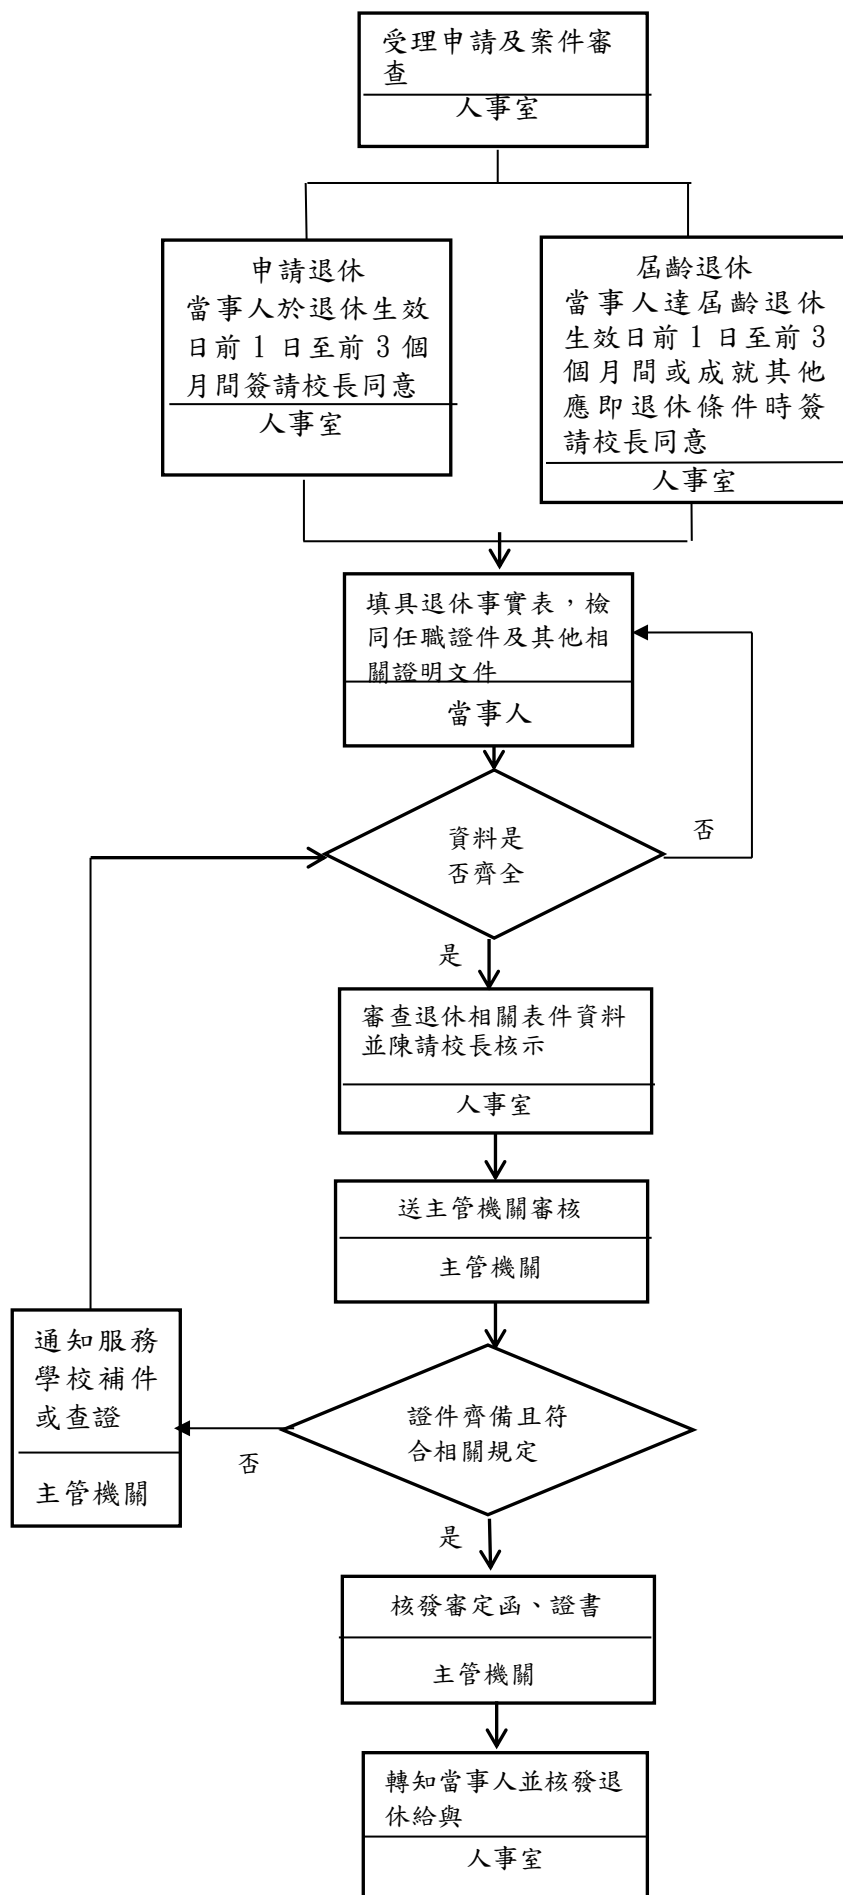 受理申請及案件審
查
人事室
申請退休
當事人於退休生效
日前 1 日至前 3 個
月間簽請校長同意
人事室
屆齡退休
當事人達屆齡退休
生效日前 1 日至前 3
個月間或成就其他
應即退休條件時簽
請校長同意
人事室
填具退休事實表，檢
同任職證件及其他相
關證明文件
當事人
資料是
否齊全
否
是
審查退休相關表件資料
並陳請校長核示
人事室
送主管機關審核
主管機關
通知服務
學校補件
或查證
主管機關
否
證件齊備且符
合相關規定
是
核發審定函、證書
主管機關
轉知當事人並核發退
休給與
人事室